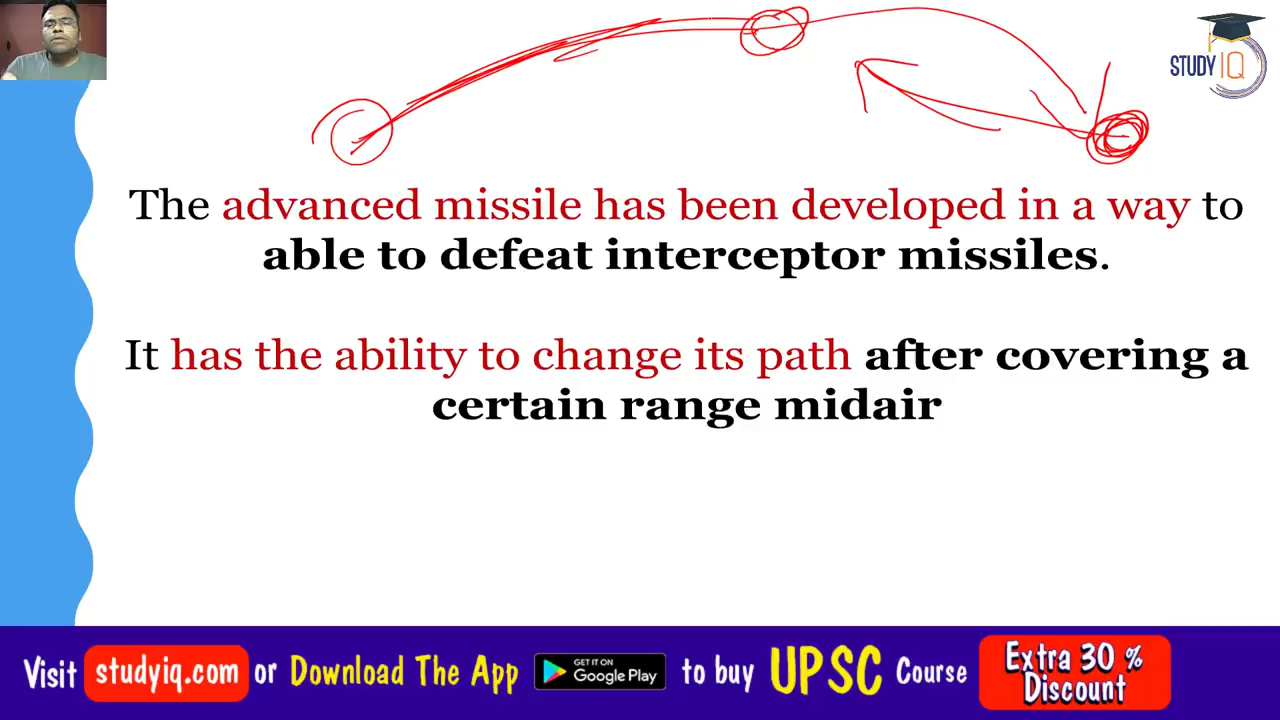 STUDY IQ
The advanced missile has been developed in a way to
able to defeat interceptor missiles.
It has the ability to change its path after covering a
certain range midair
Visit studyiq.com or Download The App GET IT ON Google Play to buy UPSC Course Extra 30 % Discount